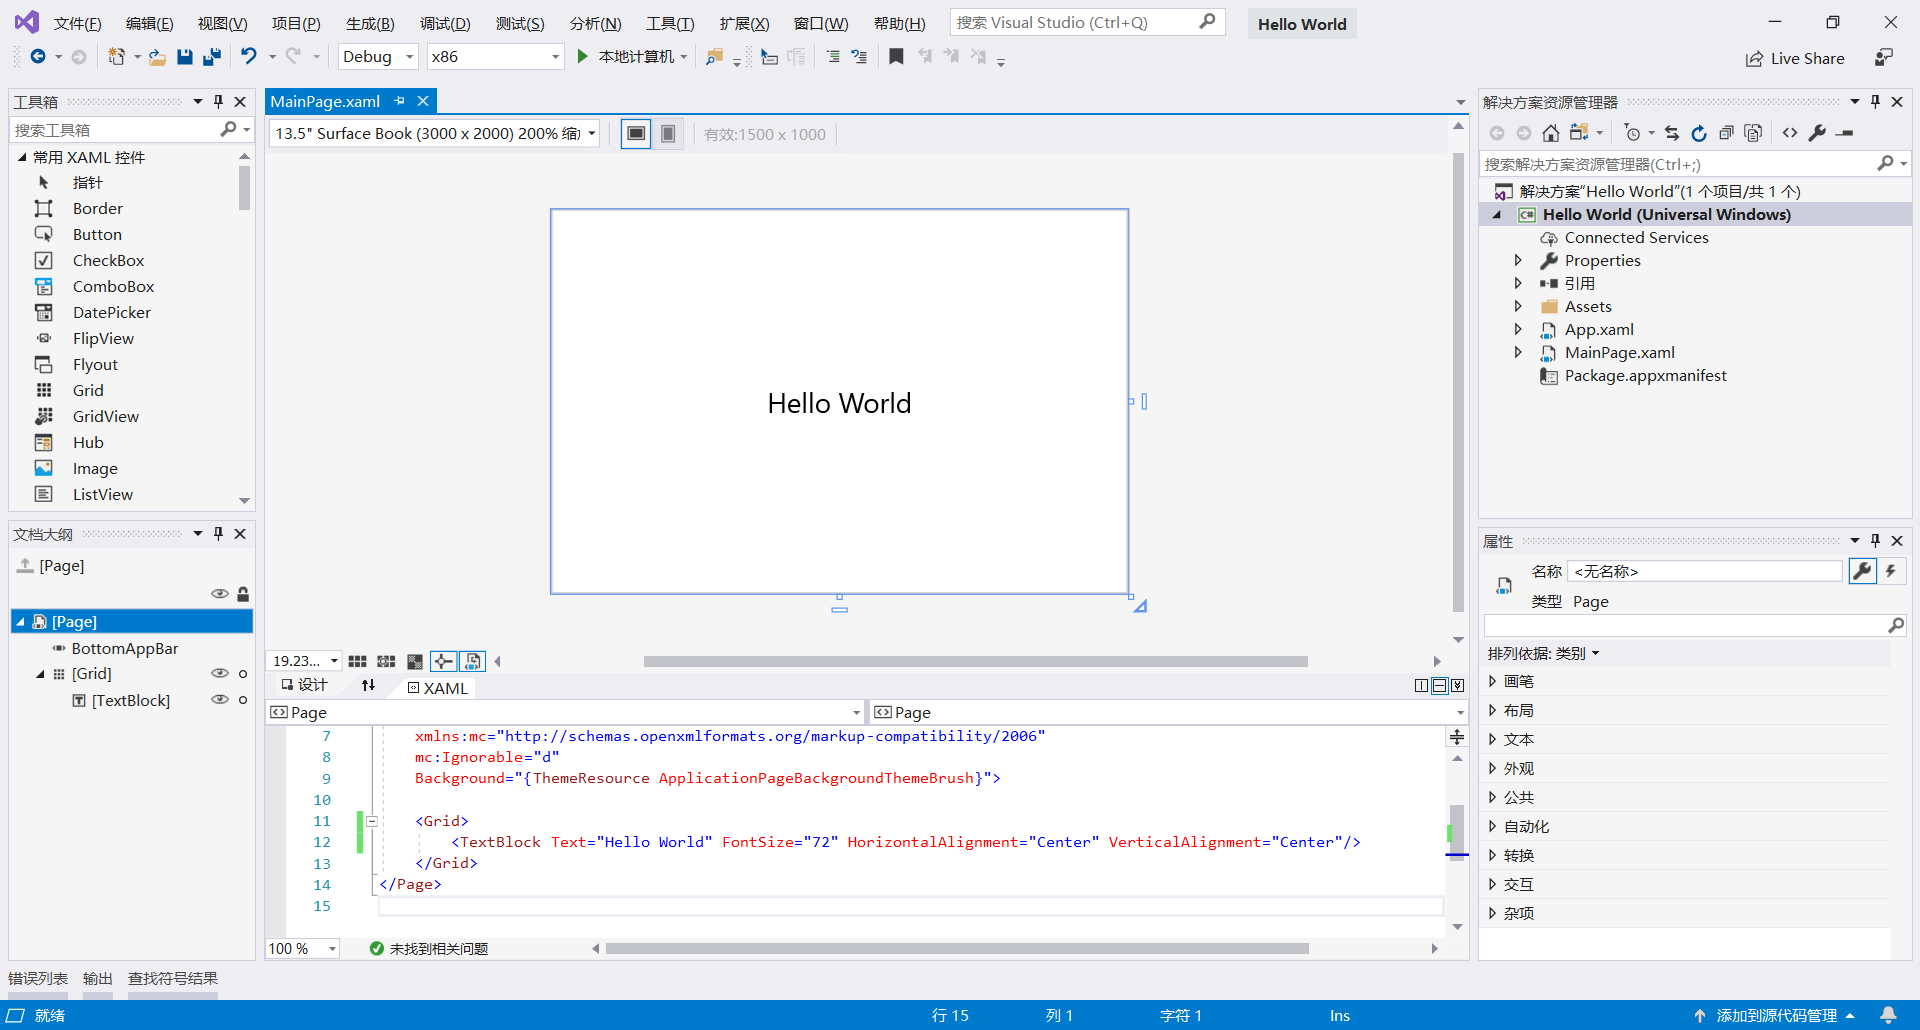 文件(F) 编辑(E) 视图(V) 项目(P) 生成(B) 调试(D) 测试(S) 分析(N) 工具(T) 扩展(X) 窗口(W) 帮助(H) 搜索 Visual Studio (Ctrl+Q) Hello World
Debug x86 本地计算机 Live Share
工具箱
搜索工具箱
常用 XAML 控件
指针
Border
Button
CheckBox
ComboBox
DatePicker
FlipView
Flyout
Grid
GridView
Hub
Image
ListView
文档大纲
[Page]
[Page]
BottomAppBar
[Grid]
[TextBlock]
MainPage.xaml
13.5" Surface Book (3000 x 2000) 200% 缩 有效:1500 x 1000
Hello World
19.23...
设计 XAML
Page Page
7 xmlns:mc="http://schemas.openxmlformats.org/markup-compatibility/2006"
8 mc:Ignorable="d"
9 Background="{ThemeResource ApplicationPageBackgroundThemeBrush}">
10
11 <Grid>
12 <TextBlock Text="Hello World" FontSize="72" HorizontalAlignment="Center" VerticalAlignment="Center"/>
13 </Grid>
14 </Page>
15
100 % 未找到相关问题
解决方案资源管理器
搜索解决方案资源管理器(Ctrl+;)
解决方案"Hello World"(1 个项目/共 1 个)
C# Hello World (Universal Windows)
Connected Services
Properties
引用
Assets
App.xaml
MainPage.xaml
Package.appxmanifest
属性
名称 <无名称>
类型 Page
排列依据: 类别
画笔
布局
文本
外观
公共
自动化
转换
交互
杂项
错误列表 输出 查找符号结果
就绪 行 15 列 1 字符 1 Ins 添加到源代码管理